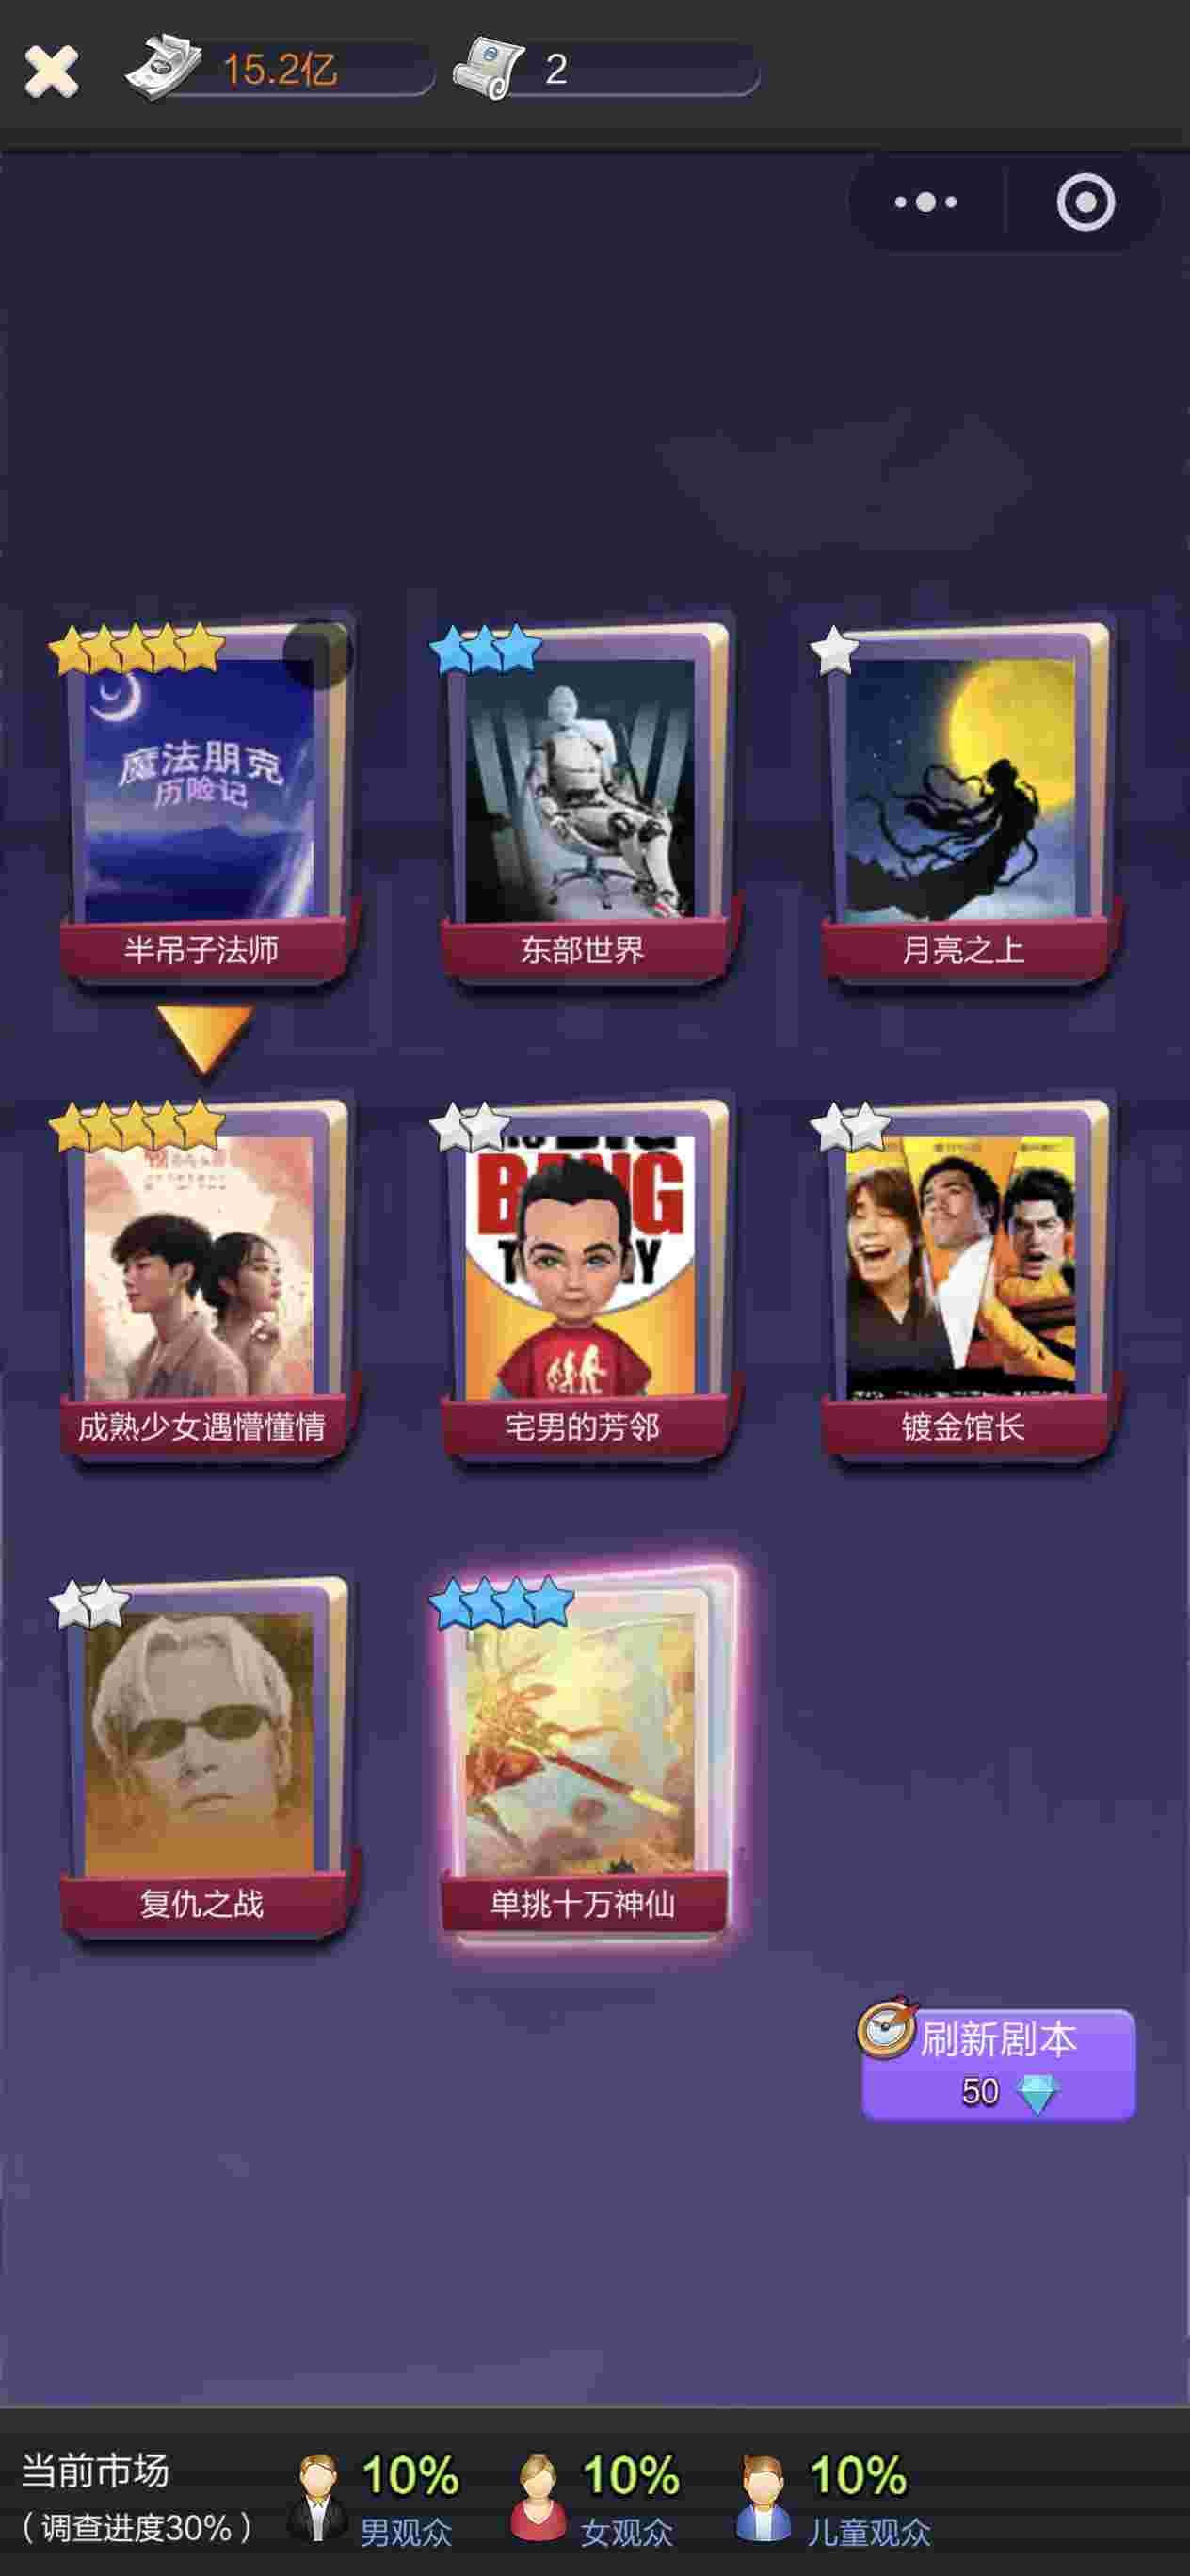 15.2亿
2
魔法朋克
历险记
半吊子法师
东部世界
月亮之上
成熟少女遇懵懂情
BANG
宅男的芳邻
镀金馆长
复仇之战
单挑十万神仙
刷新剧本
50
当前市场
（调查进度30%）
10%
男观众
10%
女观众
10%
儿童观众